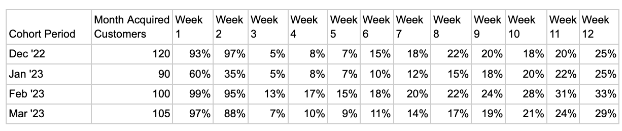 Cohort Period Month Acquired Customers Week 1 Week 2 Week 3 Week 4 Week 5 Week 6 Week 7 Week 8 Week 9 Week 10 Week 11 Week 12
Dec '22 120 93% 97% 5% 8% 7% 15% 18% 22% 20% 18% 20% 25%
Jan '23 90 60% 35% 5% 8% 7% 10% 12% 15% 18% 20% 22% 25%
Feb '23 100 99% 95% 13% 17% 15% 18% 20% 22% 24% 28% 31% 33%
Mar '23 105 97% 88% 7% 10% 9% 11% 14% 17% 19% 21% 24% 29%